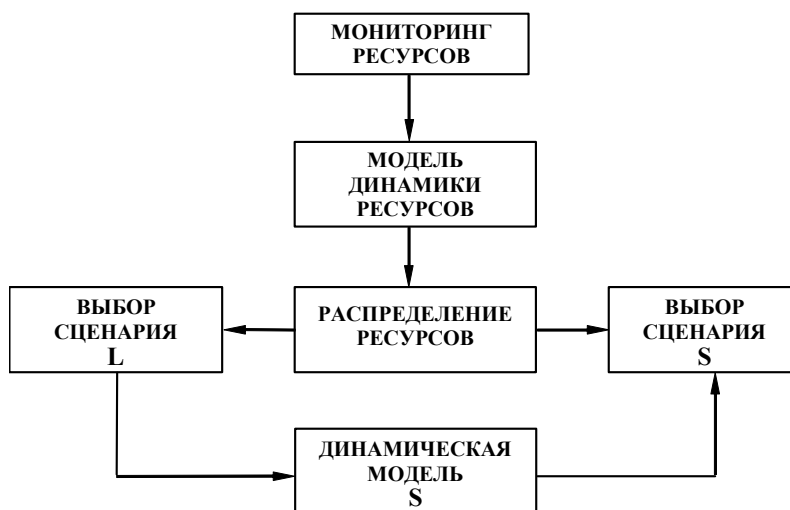 МОНИТОРИНГ
РЕСУРСОВ
МОДЕЛЬ
ДИНАМИКИ
РЕСУРСОВ
ВЫБОР
СЦЕНАРИЯ
L
РАСПРЕДЕЛЕНИЕ
РЕСУРСОВ
ВЫБОР
СЦЕНАРИЯ
S
ДИНАМИЧЕСКАЯ
МОДЕЛЬ
S